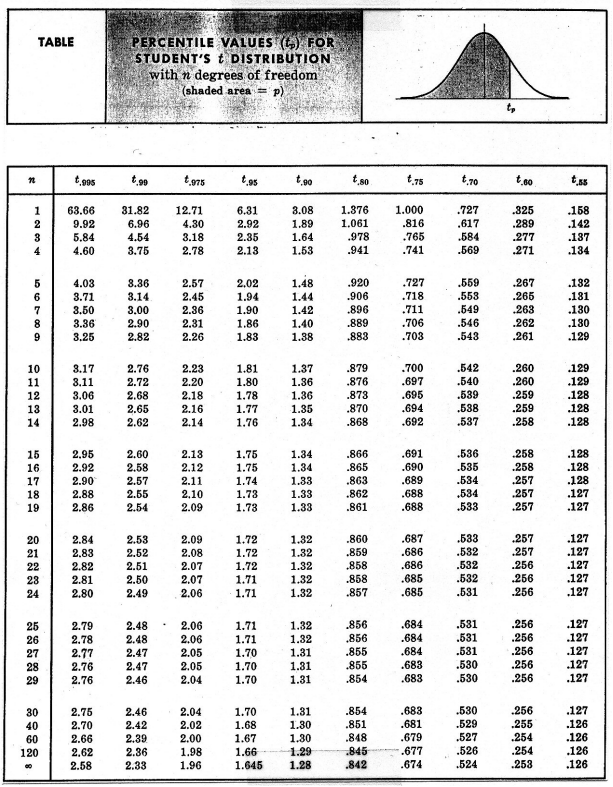 TABLE
PERCENTILE VALUES (tp) FOR
STUDENT'S t DISTRIBUTION
with n degrees of freedom
(shaded area = p)
tp
n t.995 t.99 t.975 t.95 t.90 t.80 t.75 t.70 t.60 t.55
1 63.66 31.82 12.71 6.31 3.08 1.376 1.000 .727 .325 .158
2 9.92 6.96 4.30 2.92 1.89 1.061 .816 .617 .289 .142
3 5.84 4.54 3.18 2.35 1.64 .978 .765 .584 .277 .137
4 4.60 3.75 2.78 2.13 1.53 .941 .741 .569 .271 .134
5 4.03 3.36 2.57 2.02 1.48 .920 .727 .559 .267 .132
6 3.71 3.14 2.45 1.94 1.44 .906 .718 .553 .265 .131
7 3.50 3.00 2.36 1.90 1.42 .896 .711 .549 .263 .130
8 3.36 2.90 2.31 1.86 1.40 .889 .706 .546 .262 .130
9 3.25 2.82 2.26 1.83 1.38 .883 .703 .543 .261 .129
10 3.17 2.76 2.23 1.81 1.37 .879 .700 .542 .260 .129
11 3.11 2.72 2.20 1.80 1.36 .876 .697 .540 .260 .129
12 3.06 2.68 2.18 1.78 1.36 .873 .695 .539 .259 .128
13 3.01 2.65 2.16 1.77 1.35 .870 .694 .538 .259 .128
14 2.98 2.62 2.14 1.76 1.34 .868 .692 .537 .258 .128
15 2.95 2.60 2.13 1.75 1.34 .866 .691 .536 .258 .128
16 2.92 2.58 2.12 1.75 1.34 .865 .690 .535 .258 .128
17 2.90 2.57 2.11 1.74 1.33 .863 .689 .534 .257 .128
18 2.88 2.55 2.10 1.73 1.33 .862 .688 .534 .257 .127
19 2.86 2.54 2.09 1.73 1.33 .861 .688 .533 .257 .127
20 2.84 2.53 2.09 1.72 1.32 .860 .687 .533 .257 .127
21 2.83 2.52 2.08 1.72 1.32 .859 .686 .532 .257 .127
22 2.82 2.51 2.07 1.72 1.32 .858 .686 .532 .256 .127
23 2.81 2.50 2.07 1.71 1.32 .858 .685 .532 .256 .127
24 2.80 2.49 2.06 1.71 1.32 .857 .685 .531 .256 .127
25 2.79 2.48 2.06 1.71 1.32 .856 .684 .531 .256 .127
26 2.78 2.48 2.06 1.71 1.32 .856 .684 .531 .256 .127
27 2.77 2.47 2.05 1.70 1.31 .855 .684 .531 .256 .127
28 2.76 2.47 2.05 1.70 1.31 .855 .683 .530 .256 .127
29 2.76 2.46 2.04 1.70 1.31 .854 .683 .530 .256 .127
30 2.75 2.46 2.04 1.70 1.31 .854 .683 .530 .256 .127
40 2.70 2.42 2.02 1.68 1.30 .851 .681 .529 .255 .126
60 2.66 2.39 2.00 1.67 1.30 .848 .679 .527 .254 .126
120 2.62 2.36 1.98 1.66 1.29 .845 .677 .526 .254 .126
∞ 2.58 2.33 1.96 1.645 1.28 .842 .674 .524 .253 .126